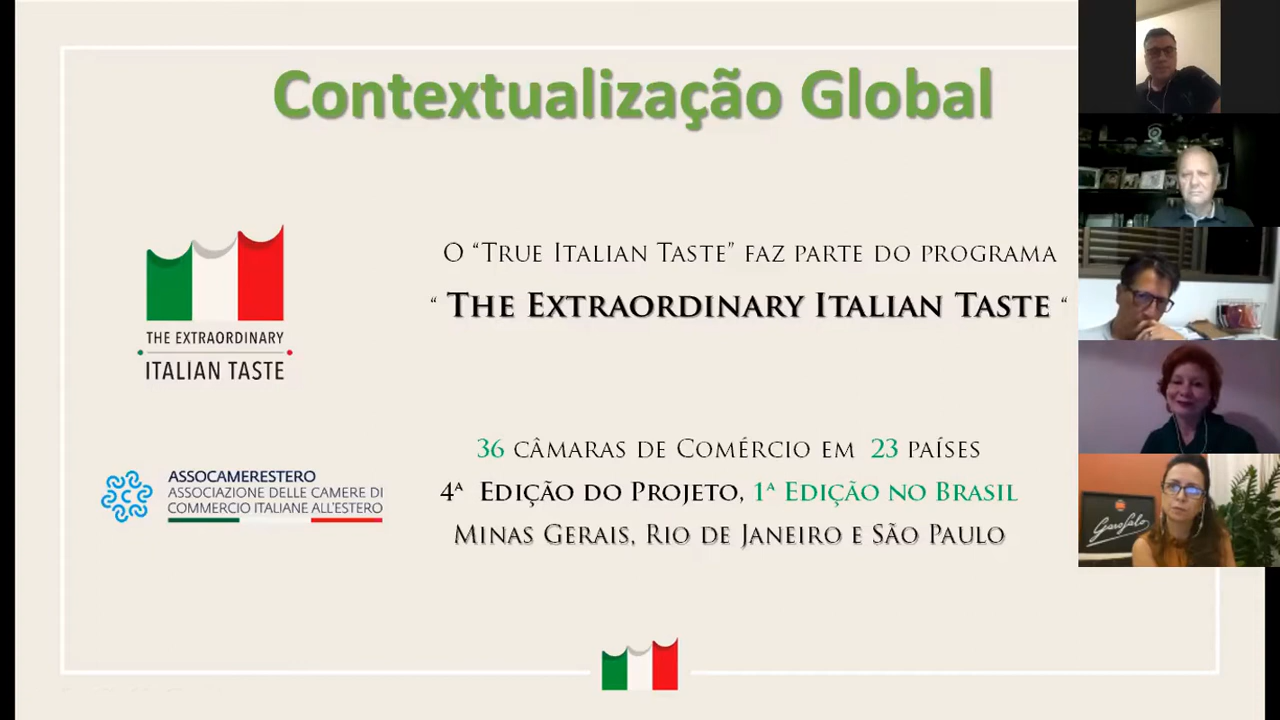 Contextualização Global
THE EXTRAORDINARY
ITALIAN TASTE
O “True Italian Taste” faz parte do programa
“ The Extraordinary Italian Taste “
ASSOCAMERESTERO
ASSOCIAZIONE DELLE CAMERE DI
COMMERCIO ITALIANE ALL'ESTERO
36 câmaras de Comércio em 23 países
4ª Edição do Projeto, 1ª Edição no Brasil
Minas Gerais, Rio de Janeiro e São Paulo
Garofalo